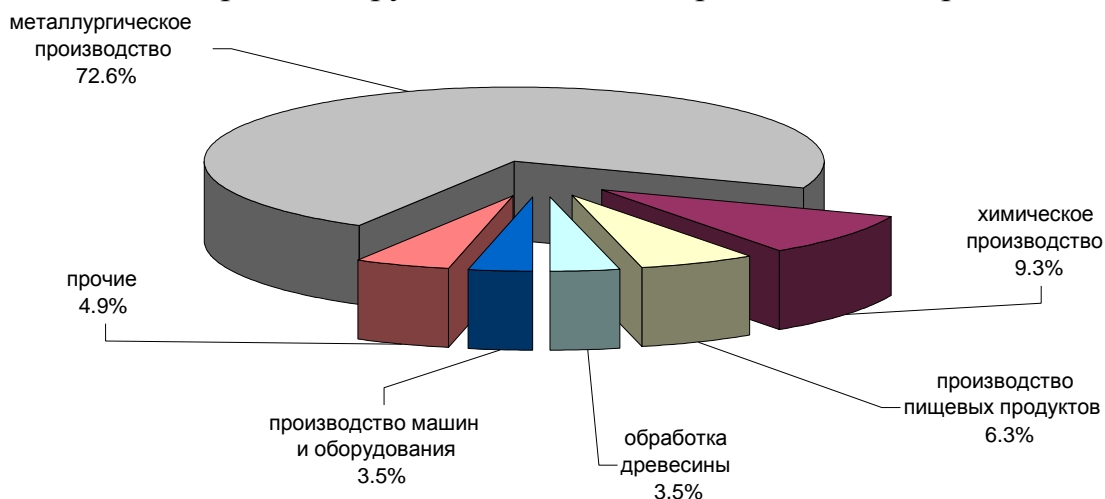 металлургическое
производство
72.6%
химическое
производство
9.3%
прочие
4.9%
производство
пищевых продуктов
6.3%
производство машин
и оборудования
3.5%
обработка
древесины
3.5%